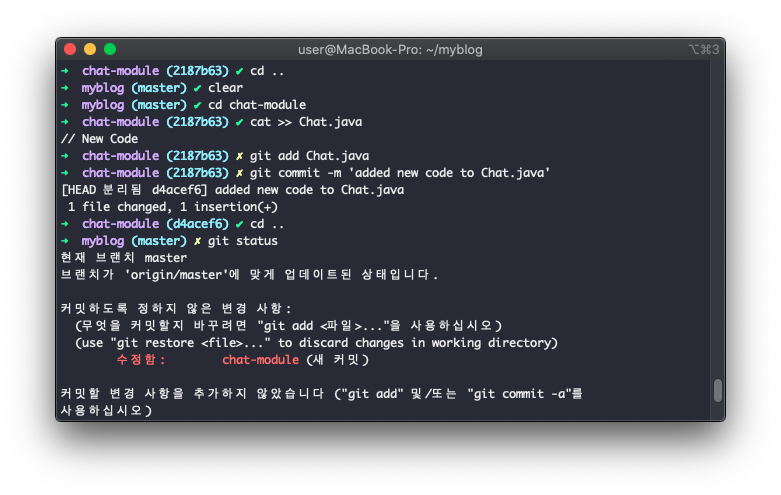 user@MacBook-Pro: ~/myblog
⌥⌘3
➜  chat-module (2187b63) ✔ cd ..
➜  myblog (master) ✔ clear
➜  myblog (master) ✔ cd chat-module
➜  chat-module (2187b63) ✔ cat >> Chat.java
// New Code
➜  chat-module (2187b63) ✗ git add Chat.java
➜  chat-module (2187b63) ✗ git commit -m 'added new code to Chat.java'
[HEAD 분리됨 d4acef6] added new code to Chat.java
 1 file changed, 1 insertion(+)
➜  chat-module (d4acef6) ✔ cd ..
➜  myblog (master) ✗ git status
현재 브랜치 master
브랜치가 'origin/master'에 맞게 업데이트된 상태입니다.
커밋하도록 정하지 않은 변경 사항:
  (무엇을 커밋할지 바꾸려면 "git add <파일>..."을 사용하십시오)
  (use "git restore <file>..." to discard changes in working directory)
        수정함:        chat-module (새 커밋)
커밋할 변경 사항을 추가하지 않았습니다 ("git add" 및/또는 "git commit -a"를
사용하십시오)